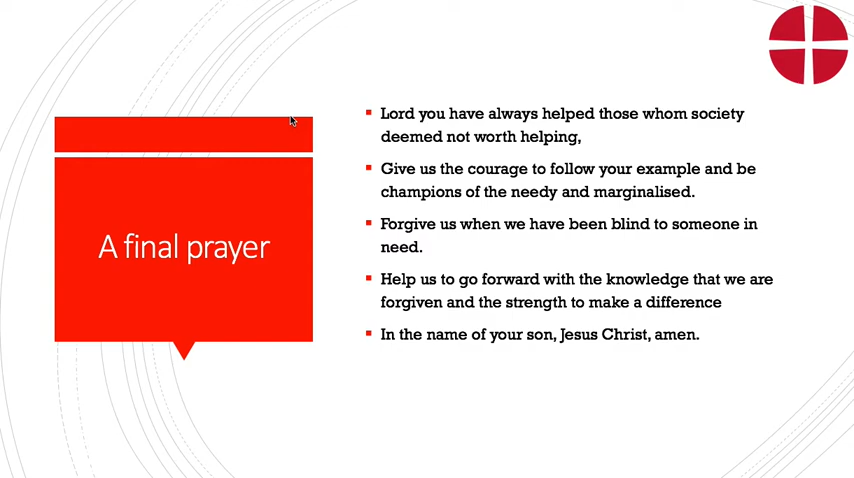 A final prayer
Lord you have always helped those whom society
deemed not worth helping,
Give us the courage to follow your example and be
champions of the needy and marginalised.
Forgive us when we have been blind to someone in
need.
Help us to go forward with the knowledge that we are
forgiven and the strength to make a difference
In the name of your son, Jesus Christ, amen.